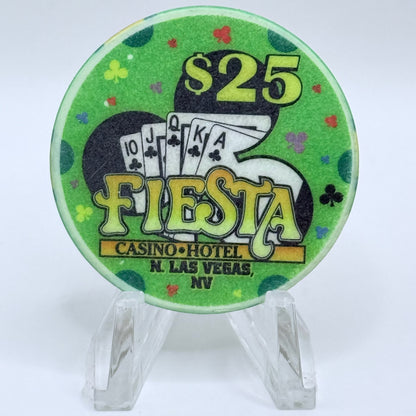 $25
10 J Q K A
FIESTA
CASINO•HOTEL
N. LAS VEGAS,
NV